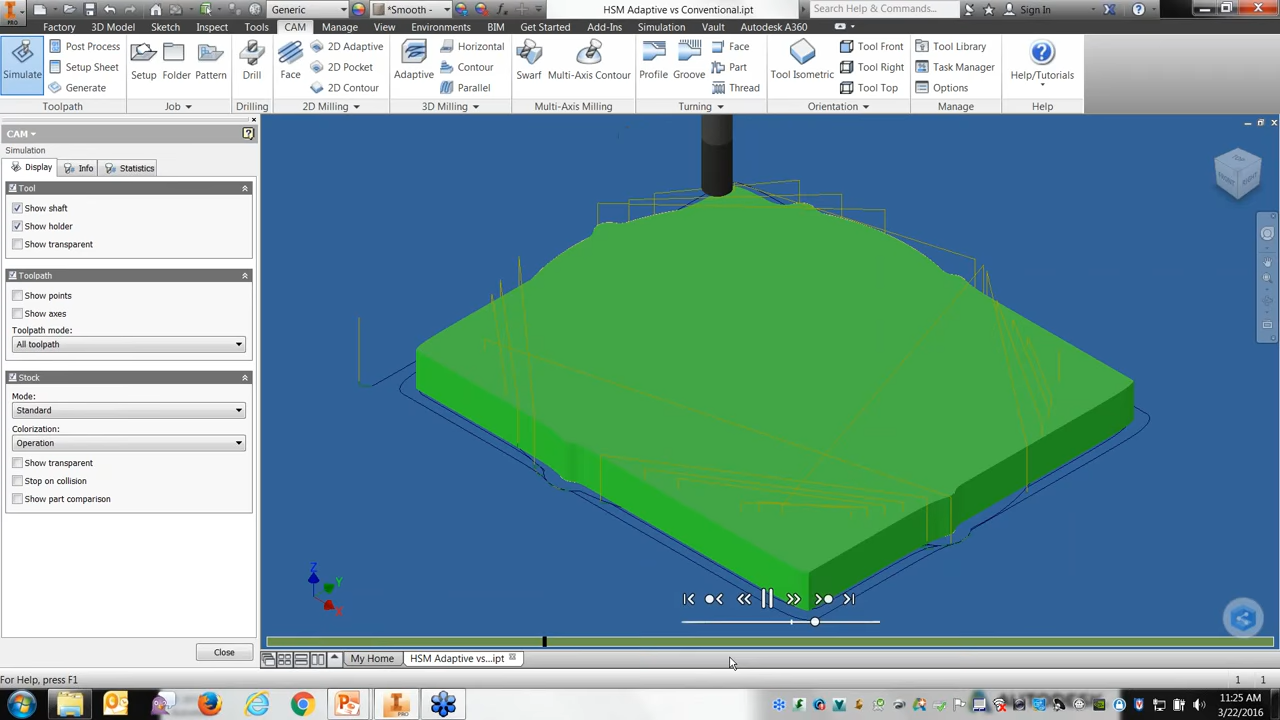 Generic
*Smooth
HSM Adaptive vs Conventional.ipt
Search Help & Commands...
Sign In
PRO
Factory 3D Model Sketch Inspect Tools CAM Manage View Environments BIM Get Started Add-Ins Simulation Vault Autodesk A360
Simulate
Post Process
Setup Sheet
Generate
Toolpath
Setup
Folder
Pattern
Job
Drill
Drilling
Face
2D Adaptive
2D Pocket
2D Contour
2D Milling
Adaptive
Horizontal
Contour
Parallel
3D Milling
Swarf
Multi-Axis Contour
Multi-Axis Milling
Profile
Groove
Face
Part
Thread
Turning
Tool Isometric
Tool Front
Tool Right
Tool Top
Orientation
Tool Library
Task Manager
Options
Manage
Help/Tutorials
Help
CAM
Simulation
Display
Info
Statistics
Tool
Show shaft
Show holder
Show transparent
Toolpath
Show points
Show axes
Toolpath mode:
All toolpath
Stock
Mode:
Standard
Colorization:
Operation
Show transparent
Stop on collision
Show part comparison
Close
TOP
FRONT
RIGHT
Z
Y
X
My Home
HSM Adaptive vs...ipt
For Help, press F1
1 1
11:25 AM
3/22/2016